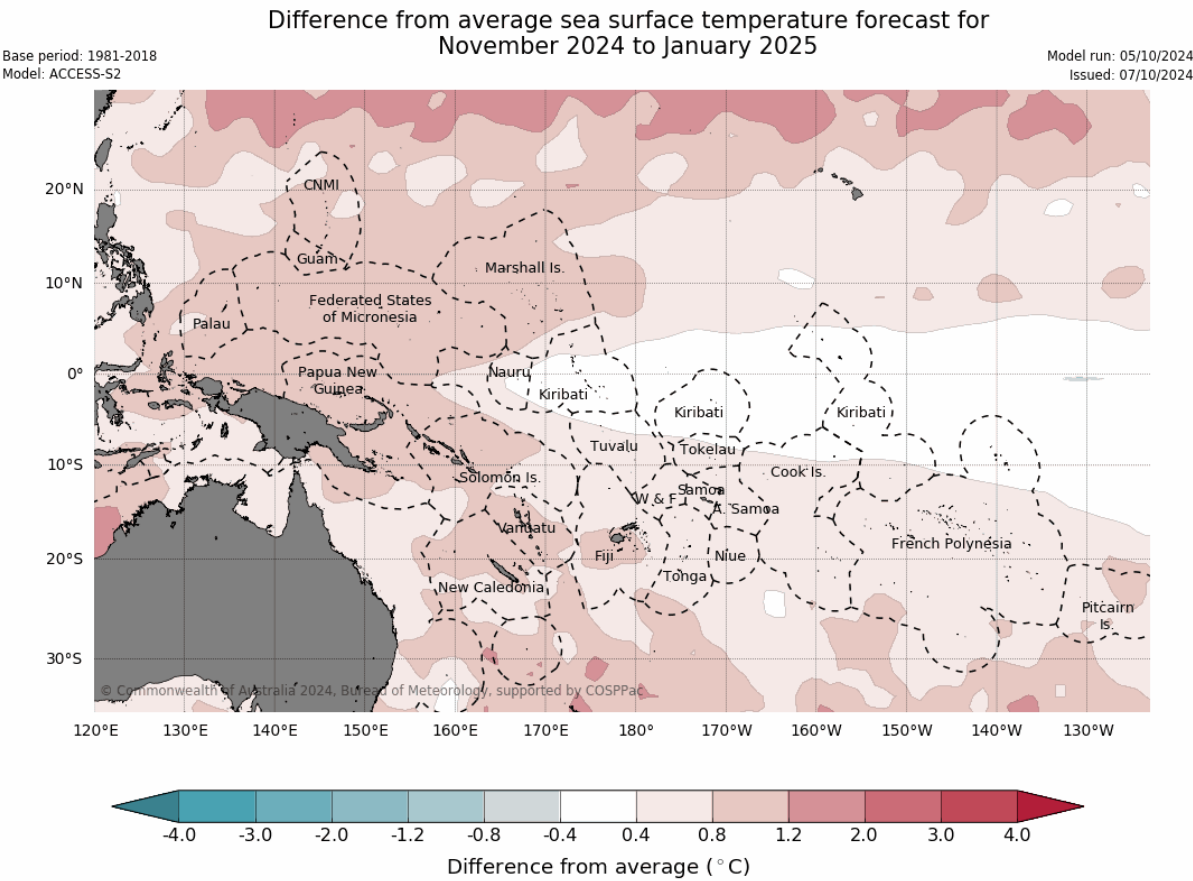 Difference from average sea surface temperature forecast for
November 2024 to January 2025
Base period: 1981-2018
Model: ACCESS-S2
Model run: 05/10/2024
Issued: 07/10/2024
20°N
10°N
0°
10°S
20°S
30°S
CNMI
Guam
Marshall Is.
Federated States
of Micronesia
Palau
Papua New
Guinea
Nauru
Kiribati
Kiribati
Kiribati
Tuvalu
Tokelau
Solomon Is.
Cook Is.
W & F
Samoa
A. Samoa
Vanuatu
Fiji
Niue
French Polynesia
Tonga
New Caledonia
Pitcairn
Is.
© Commonwealth of Australia 2024, Bureau of Meteorology, supported by COSPPac
120°E 130°E 140°E 150°E 160°E 170°E 180° 170°W 160°W 150°W 140°W 130°W
-4.0 -3.0 -2.0 -1.2 -0.8 -0.4 0.4 0.8 1.2 2.0 3.0 4.0
Difference from average (°C)